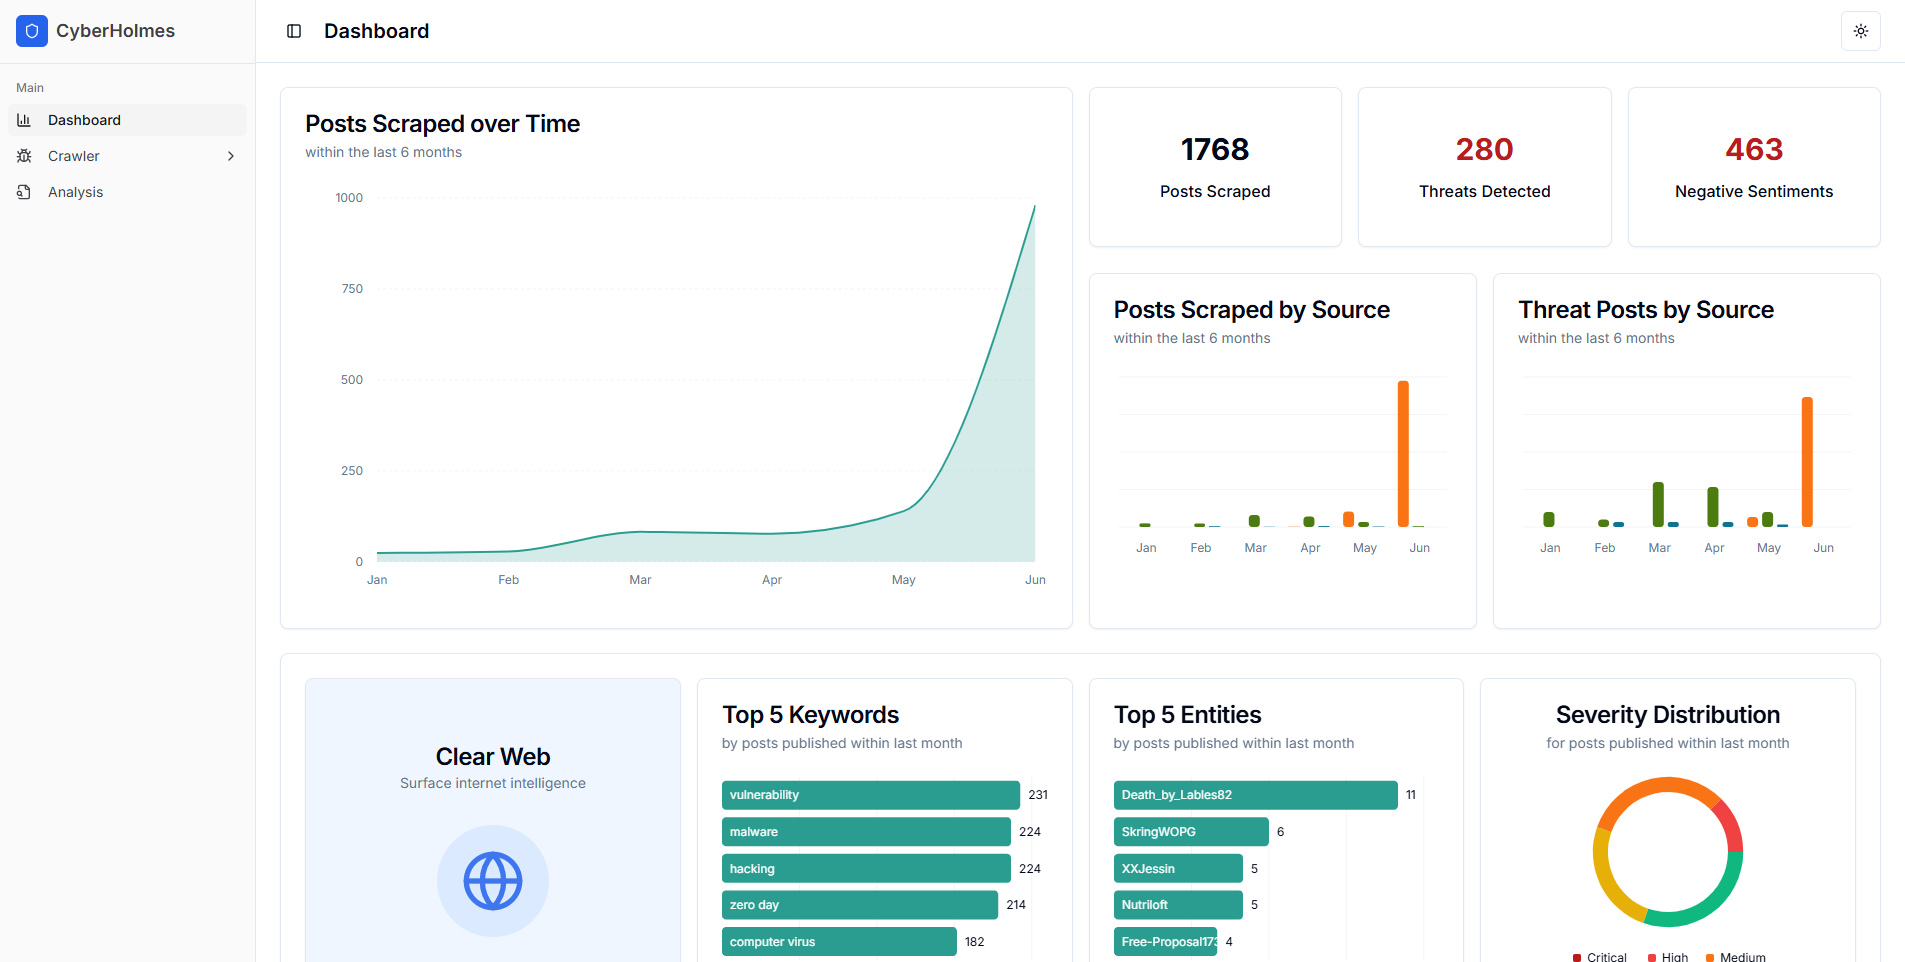 CyberHolmes
Main
Dashboard
Crawler
Analysis
Dashboard
Posts Scraped over Time
within the last 6 months
1000
750
500
250
0
Jan Feb Mar Apr May Jun
1768
Posts Scraped
280
Threats Detected
463
Negative Sentiments
Posts Scraped by Source
within the last 6 months
Jan Feb Mar Apr May Jun
Threat Posts by Source
within the last 6 months
Jan Feb Mar Apr May Jun
Clear Web
Surface internet intelligence
Top 5 Keywords
by posts published within last month
vulnerability 231
malware 224
hacking 224
zero day 214
computer virus 182
Top 5 Entities
by posts published within last month
Death_by_Lables82 11
SkringWOPG 6
XXJessin 5
Nutriloft 5
Free-Proposal173 4
Severity Distribution
for posts published within last month
Critical High Medium